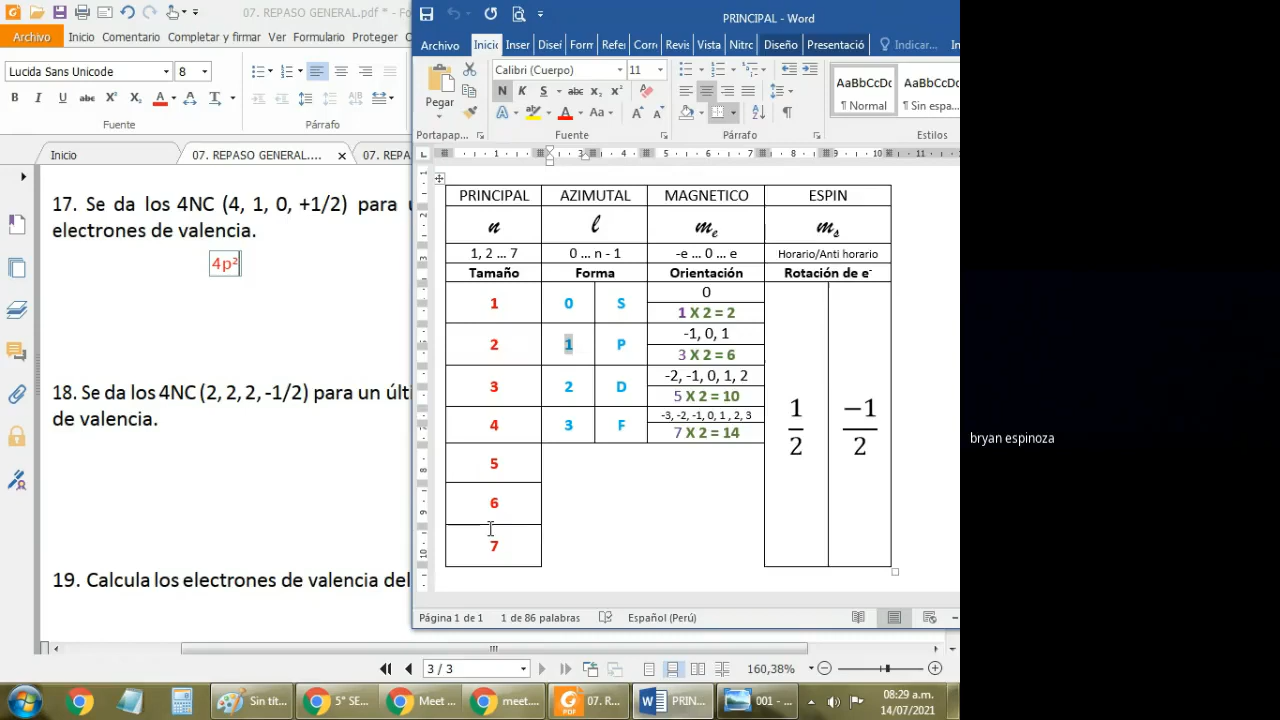 07. REPASO GENERAL.pdf * - F
PRINCIPAL - Word
Archivo Inicio Comentario Completar y firmar Ver Formulario Proteger
Archivo Inicic Inser Diseí Forr Refer Corre Revis Vista Nitrc Diseño Presentació Indicar...
Lucida Sans Unicode 8
Calibri (Cuerpo) 11
Pegar
N K S abc x₂ x²
AaBbCcDc
¶ Normal
AaBbCcDc
¶ Sin espa...
Fuente Párrafo
Portapap... Fuente Párrafo Estilos
Inicio 07. REPASO GENERAL.... 07. REPA
17. Se da los 4NC (4, 1, 0, +1/2) para u
electrones de valencia.
4p²
18. Se da los 4NC (2, 2, 2, -1/2) para un últi
de valencia.
19. Calcula los electrones de valencia del
PRINCIPAL AZIMUTAL MAGNETICO ESPIN
n l mₑ mₛ
1, 2 ... 7 0 ... n - 1 -e ... 0 ... e Horario/Anti horario
Tamaño Forma Orientación Rotación de e⁻
1 0 S 0
1 X 2 = 2
2 1 P -1, 0, 1
3 X 2 = 6
3 2 D -2, -1, 0, 1, 2
5 X 2 = 10
4 3 F -3, -2, -1, 0, 1 , 2, 3
7 X 2 = 14
1/2 -1/2
5
6
7
bryan espinoza
Página 1 de 1 1 de 86 palabras Español (Perú)
3 / 3 160,38%
Sin tít... 5° SE... Meet ... meet.... 07. R... PRIN... 001 - ...
08:29 a.m.
14/07/2021